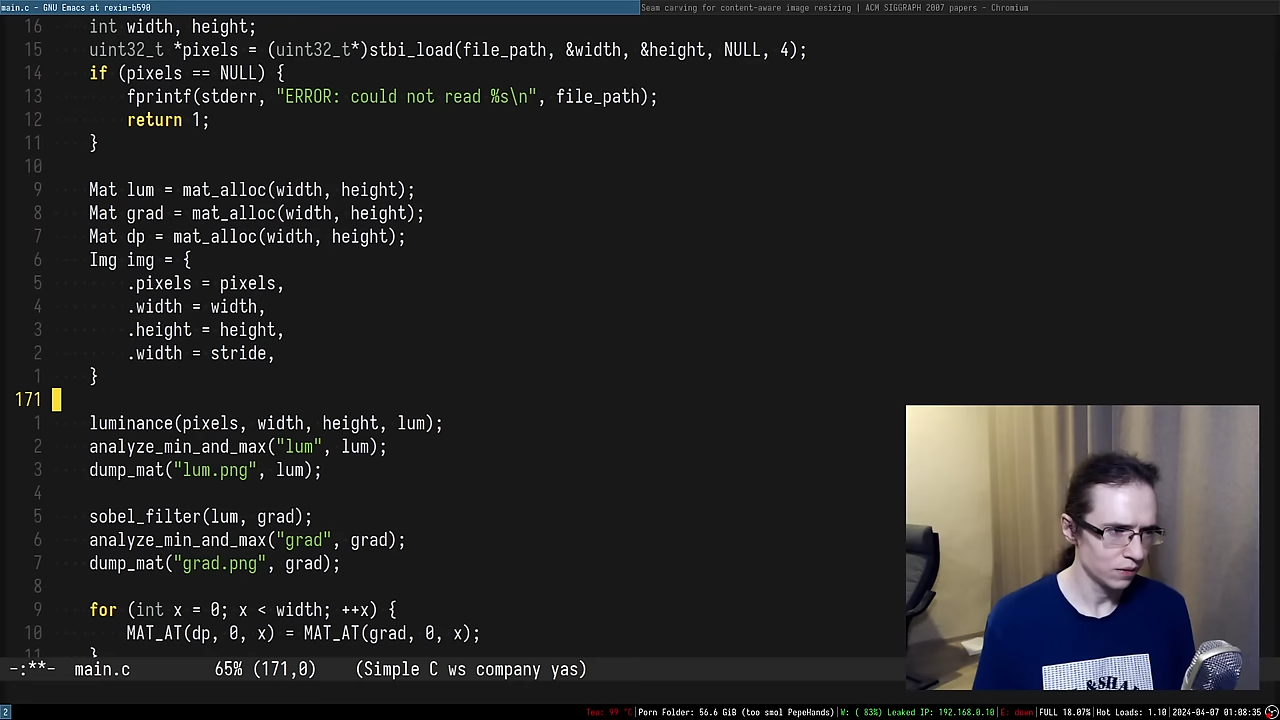 main.c - GNU Emacs at rexim-b590
Seam carving for content-aware image resizing | ACM SIGGRAPH 2007 papers - Chromium
16 int width, height;
15 uint32_t *pixels = (uint32_t*)stbi_load(file_path, &width, &height, NULL, 4);
14 if (pixels == NULL) {
13 fprintf(stderr, "ERROR: could not read %s\n", file_path);
12 return 1;
11 }
10
9 Mat lum = mat_alloc(width, height);
8 Mat grad = mat_alloc(width, height);
7 Mat dp = mat_alloc(width, height);
6 Img img = {
5 .pixels = pixels,
4 .width = width,
3 .height = height,
2 .width = stride,
1 }
171
1 luminance(pixels, width, height, lum);
2 analyze_min_and_max("lum", lum);
3 dump_mat("lum.png", lum);
4
5 sobel_filter(lum, grad);
6 analyze_min_and_max("grad", grad);
7 dump_mat("grad.png", grad);
8
9 for (int x = 0; x < width; ++x) {
10 MAT_AT(dp, 0, x) = MAT_AT(grad, 0, x);
11 }
-:**- main.c 65% (171,0) (Simple C ws company yas)
2
Tea: 99 °C|Porn Folder: 56.6 GiB (too smol PepeHands)|W: ( 83%) Leaked IP: 192.168.0.10|E: down|FULL 18.07%|Hot Loads: 1.10|2024-04-07 01:08:35